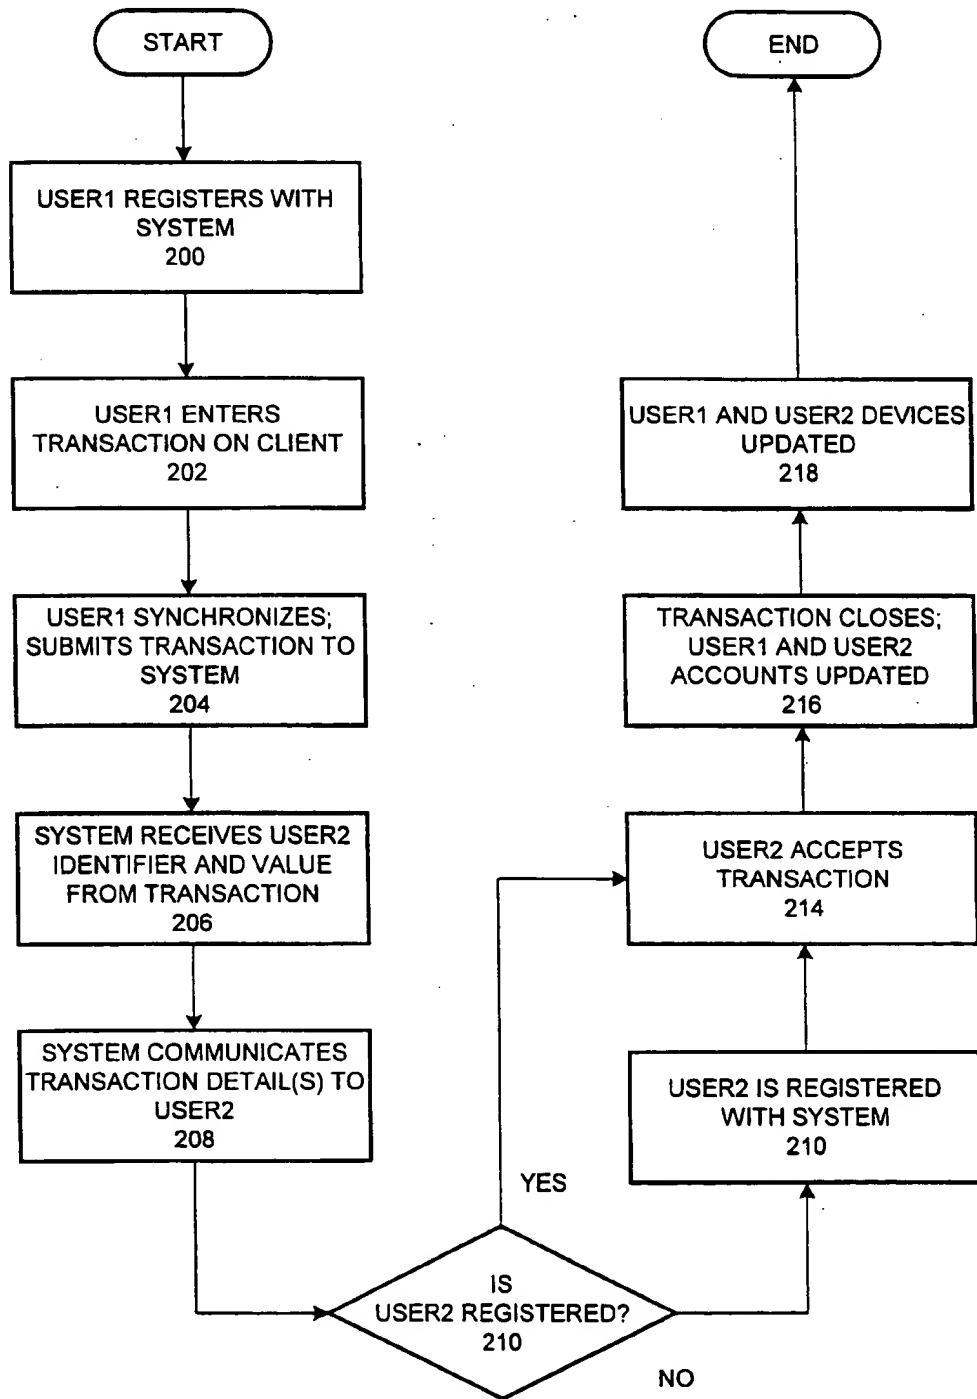 START
USER1 REGISTERS WITH
SYSTEM
200
USER1 ENTERS
TRANSACTION ON CLIENT
202
USER1 SYNCHRONIZES;
SUBMITS TRANSACTION TO
SYSTEM
204
SYSTEM RECEIVES USER2
IDENTIFIER AND VALUE
FROM TRANSACTION
206
SYSTEM COMMUNICATES
TRANSACTION DETAIL(S) TO
USER2
208
IS
USER2 REGISTERED?
210
YES
NO
USER2 IS REGISTERED
WITH SYSTEM
210
USER2 ACCEPTS
TRANSACTION
214
TRANSACTION CLOSES;
USER1 AND USER2
ACCOUNTS UPDATED
216
USER1 AND USER2 DEVICES
UPDATED
218
END